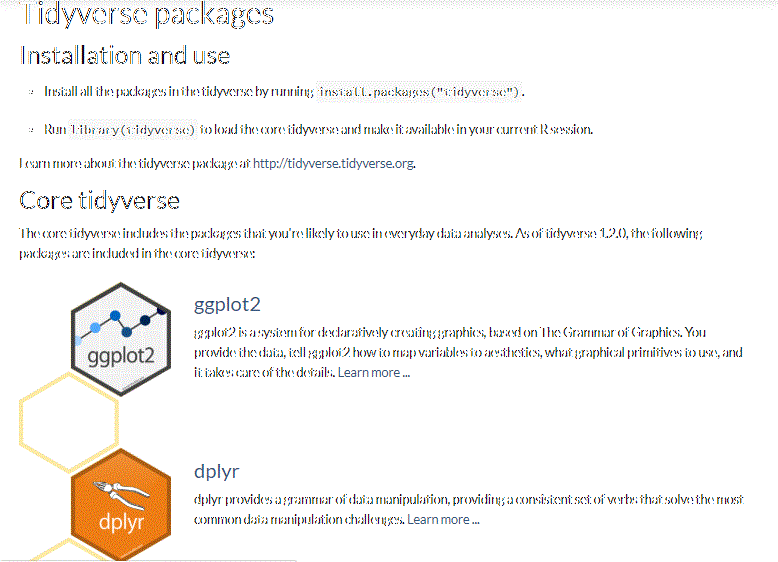 Tidyverse packages
Installation and use
Install all the packages in the tidyverse by running install.packages("tidyverse").
Run library(tidyverse) to load the core tidyverse and make it available in your current R session.
Learn more about the tidyverse package at http://tidyverse.tidyverse.org.
Core tidyverse
The core tidyverse includes the packages that you're likely to use in everyday data analyses. As of tidyverse 1.2.0, the following
packages are included in the core tidyverse:
ggplot2
ggplot2
ggplot2 is a system for declaratively creating graphics, based on The Grammar of Graphics. You
provide the data, tell ggplot2 how to map variables to aesthetics, what graphical primitives to use, and
it takes care of the details. Learn more ...
dplyr
dplyr
dplyr provides a grammar of data manipulation, providing a consistent set of verbs that solve the most
common data manipulation challenges. Learn more ...